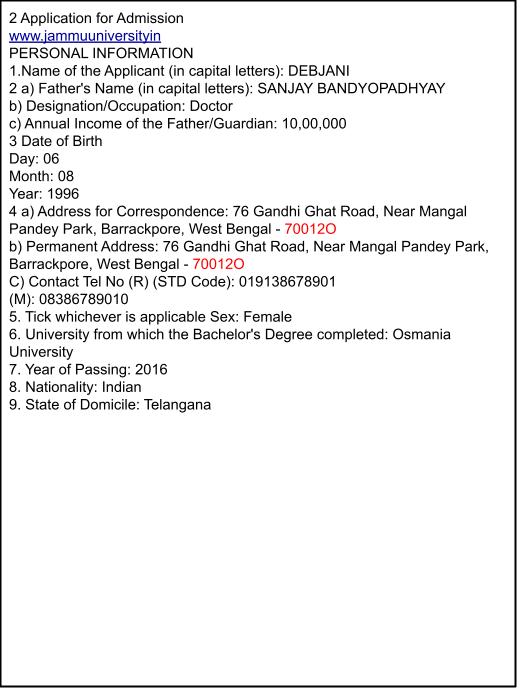 2 Application for Admission
www.jammuuniversityin
PERSONAL INFORMATION
1.Name of the Applicant (in capital letters): DEBJANI
2 a) Father's Name (in capital letters): SANJAY BANDYOPADHYAY
b) Designation/Occupation: Doctor
c) Annual Income of the Father/Guardian: 10,00,000
3 Date of Birth
Day: 06
Month: 08
Year: 1996
4 a) Address for Correspondence: 76 Gandhi Ghat Road, Near Mangal
Pandey Park, Barrackpore, West Bengal - 70012O
b) Permanent Address: 76 Gandhi Ghat Road, Near Mangal Pandey Park,
Barrackpore, West Bengal - 70012O
C) Contact Tel No (R) (STD Code): 019138678901
(M): 08386789010
5. Tick whichever is applicable Sex: Female
6. University from which the Bachelor's Degree completed: Osmania
University
7. Year of Passing: 2016
8. Nationality: Indian
9. State of Domicile: Telangana